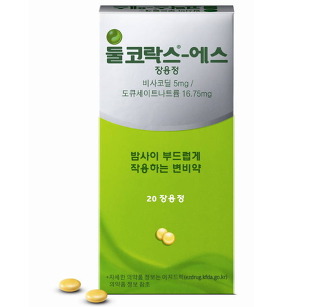 둘코락스®-에스
장용정
비사코딜 5mg /
도큐세이트나트륨 16.75mg
밤사이 부드럽게
작용하는 변비약
20 장용정